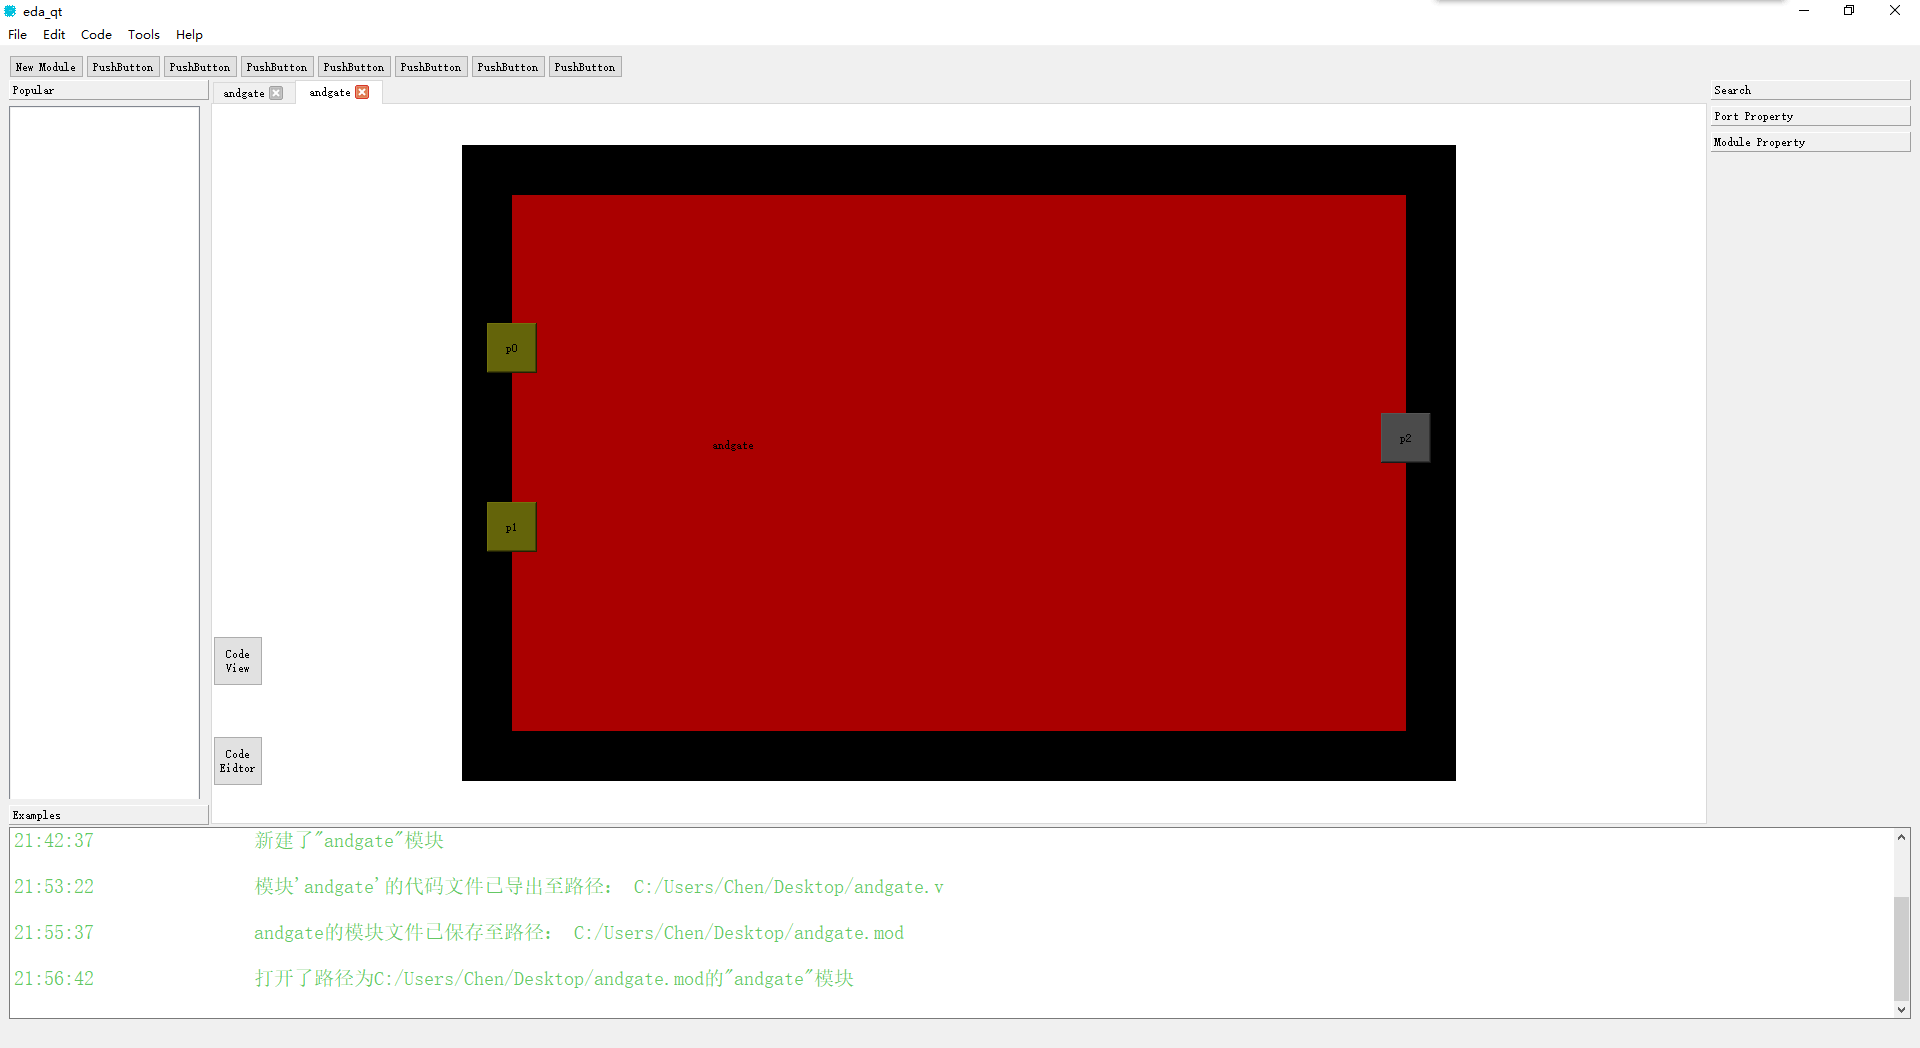 eda_qt
File Edit Code Tools Help
New Module PushButton PushButton PushButton PushButton PushButton PushButton PushButton
Popular
andgate andgate
Search
Port Property
Module Property
p0
p2
andgate
p1
Code
View
Code
Eidtor
Examples
21:42:37 新建了"andgate"模块
21:53:22 模块'andgate'的代码文件已导出至路径： C:/Users/Chen/Desktop/andgate.v
21:55:37 andgate的模块文件已保存至路径： C:/Users/Chen/Desktop/andgate.mod
21:56:42 打开了路径为C:/Users/Chen/Desktop/andgate.mod的"andgate"模块